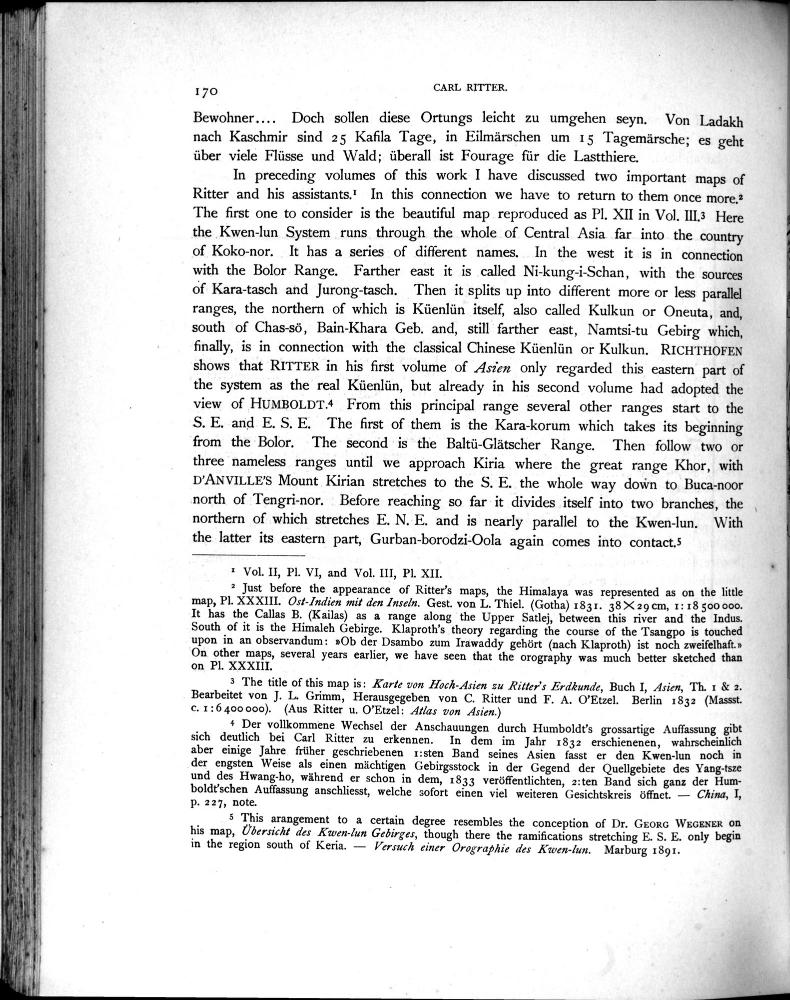 170
CARL RITTER.
Bewohner.... Doch sollen diese Ortungs leicht zu umgehen seyn. Von Ladakh
nach Kaschmir sind 25 Kafila Tage, in Eilmärschen um 15 Tagemärsche; es geht
über viele Flüsse und Wald; überall ist Fourage für die Lastthiere.
In preceding volumes of this work I have discussed two important maps of
Ritter and his assistants.¹ In this connection we have to return to them once more.²
The first one to consider is the beautiful map reproduced as Pl. XII in Vol. III.³ Here
the Kwen-lun System runs through the whole of Central Asia far into the country
of Koko-nor. It has a series of different names. In the west it is in connection
with the Bolor Range. Farther east it is called Ni-kung-i-Schan, with the sources
of Kara-tasch and Jurong-tasch. Then it splits up into different more or less parallel
ranges, the northern of which is Küenlün itself, also called Kulkun or Oneuta, and,
south of Chas-sö, Bain-Khara Geb. and, still farther east, Namtsi-tu Gebirg which,
finally, is in connection with the classical Chinese Küenlün or Kulkun. RICHTHOFEN
shows that RITTER in his first volume of Asien only regarded this eastern part of
the system as the real Küenlün, but already in his second volume had adopted the
view of HUMBOLDT.⁴ From this principal range several other ranges start to the
S. E. and E. S. E. The first of them is the Kara-korum which takes its beginning
from the Bolor. The second is the Baltü-Glätscher Range. Then follow two or
three nameless ranges until we approach Kiria where the great range Khor, with
D'ANVILLE'S Mount Kirian stretches to the S. E. the whole way down to Buca-noor
north of Tengri-nor. Before reaching so far it divides itself into two branches, the
northern of which stretches E. N. E. and is nearly parallel to the Kwen-lun. With
the latter its eastern part, Gurban-borodzi-Oola again comes into contact.⁵
¹ Vol. II, Pl. VI, and Vol. III, Pl. XII.
² Just before the appearance of Ritter's maps, the Himalaya was represented as on the little
map, Pl. XXXIII. Ost-Indien mit den Inseln. Gest. von L. Thiel. (Gotha) 1831. 38×29 cm, 1:18 500 000.
It has the Callas B. (Kailas) as a range along the Upper Satlej, between this river and the Indus.
South of it is the Himaleh Gebirge. Klaproth's theory regarding the course of the Tsangpo is touched
upon in an observandum: »Ob der Dsambo zum Irawaddy gehört (nach Klaproth) ist noch zweifelhaft.»
On other maps, several years earlier, we have seen that the orography was much better sketched than
on Pl. XXXIII.
³ The title of this map is: Karte von Hoch-Asien zu Ritter's Erdkunde, Buch I, Asien, Th. 1 & 2.
Bearbeitet von J. L. Grimm, Herausgegeben von C. Ritter und F. A. O'Etzel. Berlin 1832 (Massst.
c. 1:6 400 000). (Aus Ritter u. O'Etzel: Atlas von Asien.)
⁴ Der vollkommene Wechsel der Anschauungen durch Humboldt's grossartige Auffassung gibt
sich deutlich bei Carl Ritter zu erkennen. In dem im Jahr 1832 erschienenen, wahrscheinlich
aber einige Jahre früher geschriebenen 1:sten Band seines Asien fasst er den Kwen-lun noch in
der engsten Weise als einen mächtigen Gebirgsstock in der Gegend der Quellgebiete des Yang-tsze
und des Hwang-ho, während er schon in dem, 1833 veröffentlichten, 2:ten Band sich ganz der Hum-
boldt'schen Auffassung anschliesst, welche sofort einen viel weiteren Gesichtskreis öffnet. — China, I,
p. 227, note.
⁵ This arangement to a certain degree resembles the conception of Dr. GEORG WEGENER on
his map, Übersicht des Kwen-lun Gebirges, though there the ramifications stretching E. S. E. only begin
in the region south of Keria. — Versuch einer Orographie des Kwen-lun. Marburg 1891.